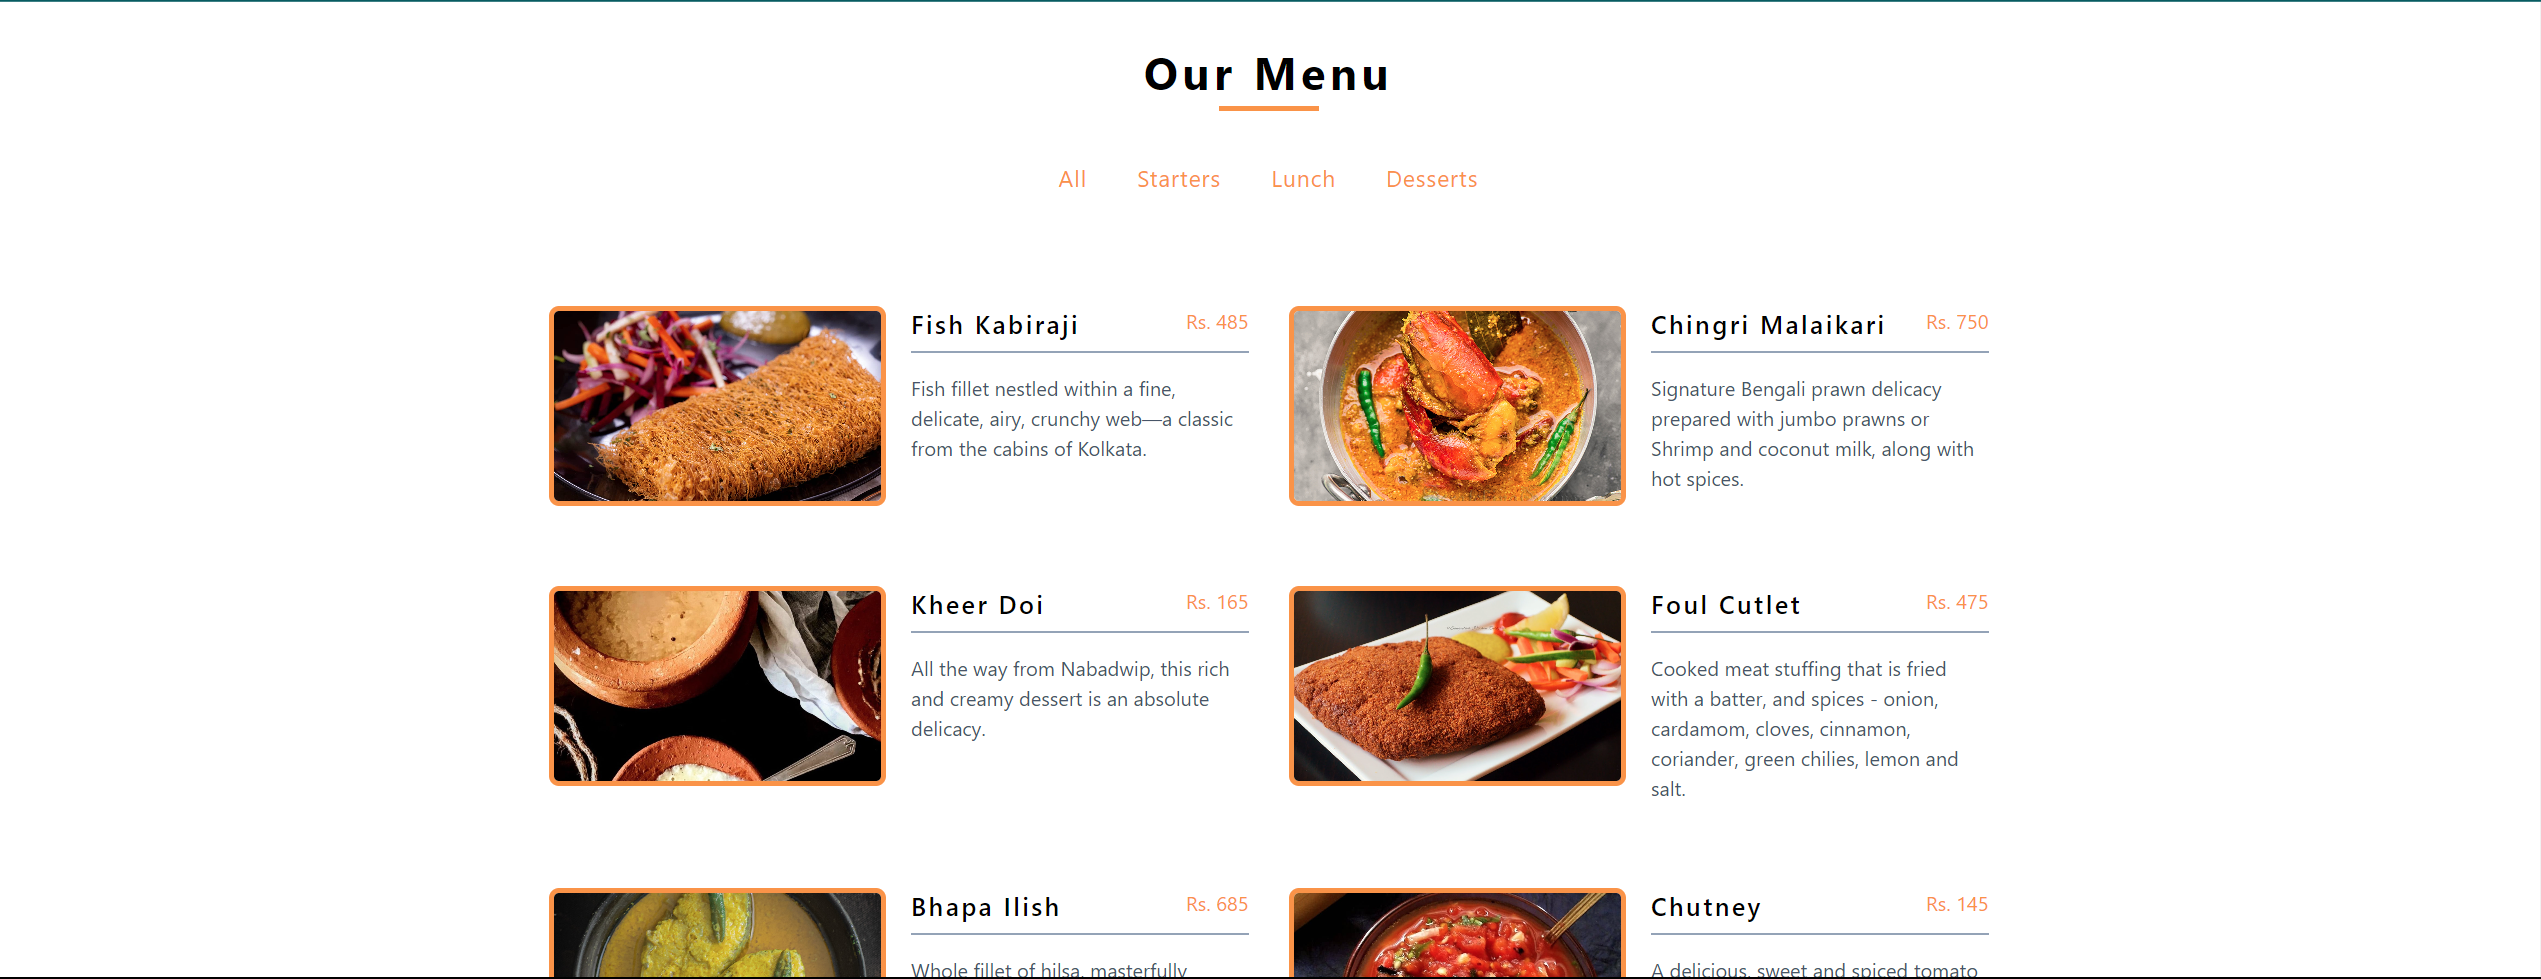 Our Menu
All Starters Lunch Desserts
Fish Kabiraji Rs. 485
Fish fillet nestled within a fine,
delicate, airy, crunchy web—a classic
from the cabins of Kolkata.
Chingri Malaikari Rs. 750
Signature Bengali prawn delicacy
prepared with jumbo prawns or
Shrimp and coconut milk, along with
hot spices.
Kheer Doi Rs. 165
All the way from Nabadwip, this rich
and creamy dessert is an absolute
delicacy.
Foul Cutlet Rs. 475
Cooked meat stuffing that is fried
with a batter, and spices - onion,
cardamom, cloves, cinnamon,
coriander, green chilies, lemon and
salt.
Bhapa Ilish Rs. 685
Whole fillet of hilsa, masterfully
Chutney Rs. 145
A delicious, sweet and spiced tomato